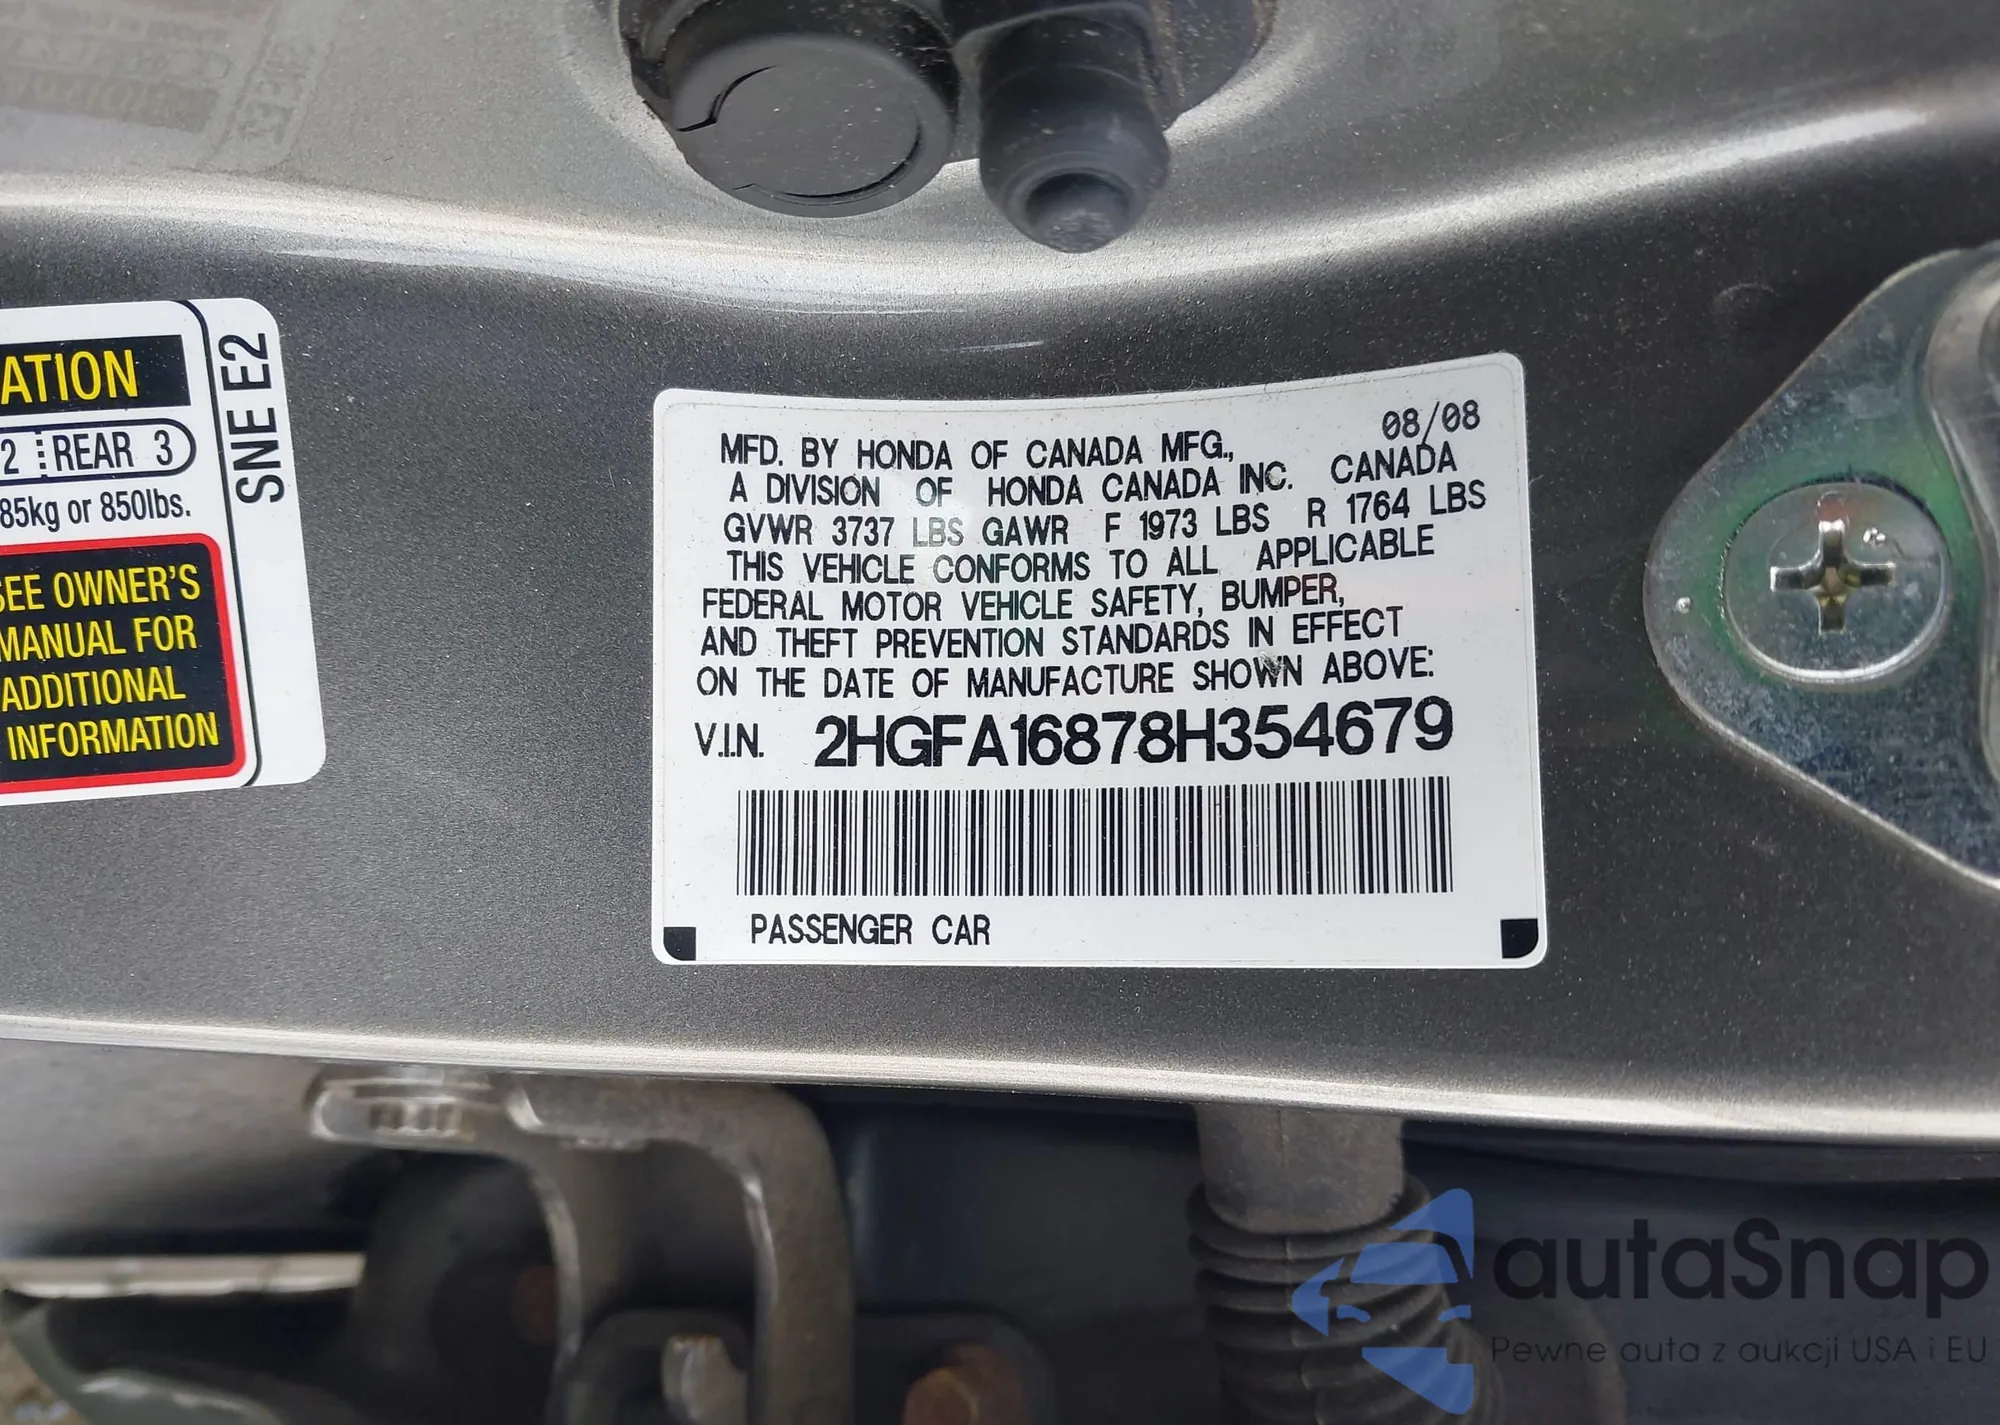 ATION
2 REAR 3
85kg or 850lbs.
SEE OWNER'S
MANUAL FOR
ADDITIONAL
INFORMATION
SNE E2
08/08
MFD. BY HONDA OF CANADA MFG.,
A DIVISION OF HONDA CANADA INC. CANADA
GVWR 3737 LBS GAWR F 1973 LBS R 1764 LBS
THIS VEHICLE CONFORMS TO ALL APPLICABLE
FEDERAL MOTOR VEHICLE SAFETY, BUMPER,
AND THEFT PREVENTION STANDARDS IN EFFECT
ON THE DATE OF MANUFACTURE SHOWN ABOVE:
V.I.N. 2HGFA16878H354679
PASSENGER CAR
autaSnap
Pewne auta z aukcji USA i EU